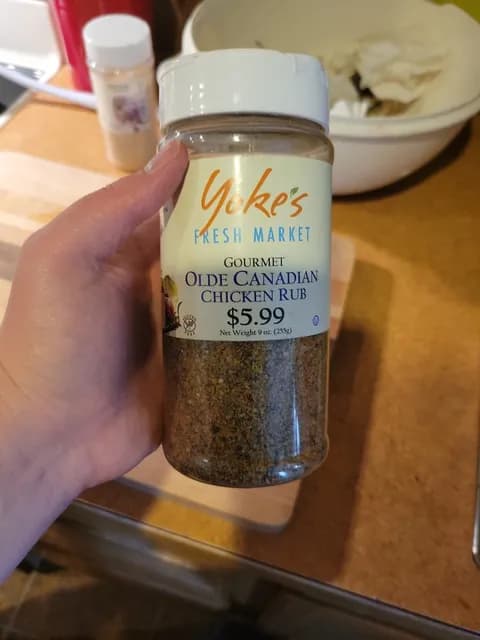 Yoke's
FRESH MARKET
GOURMET
OLDE CANADIAN
CHICKEN RUB
$5.99
Net Weight 9 oz. (255g)